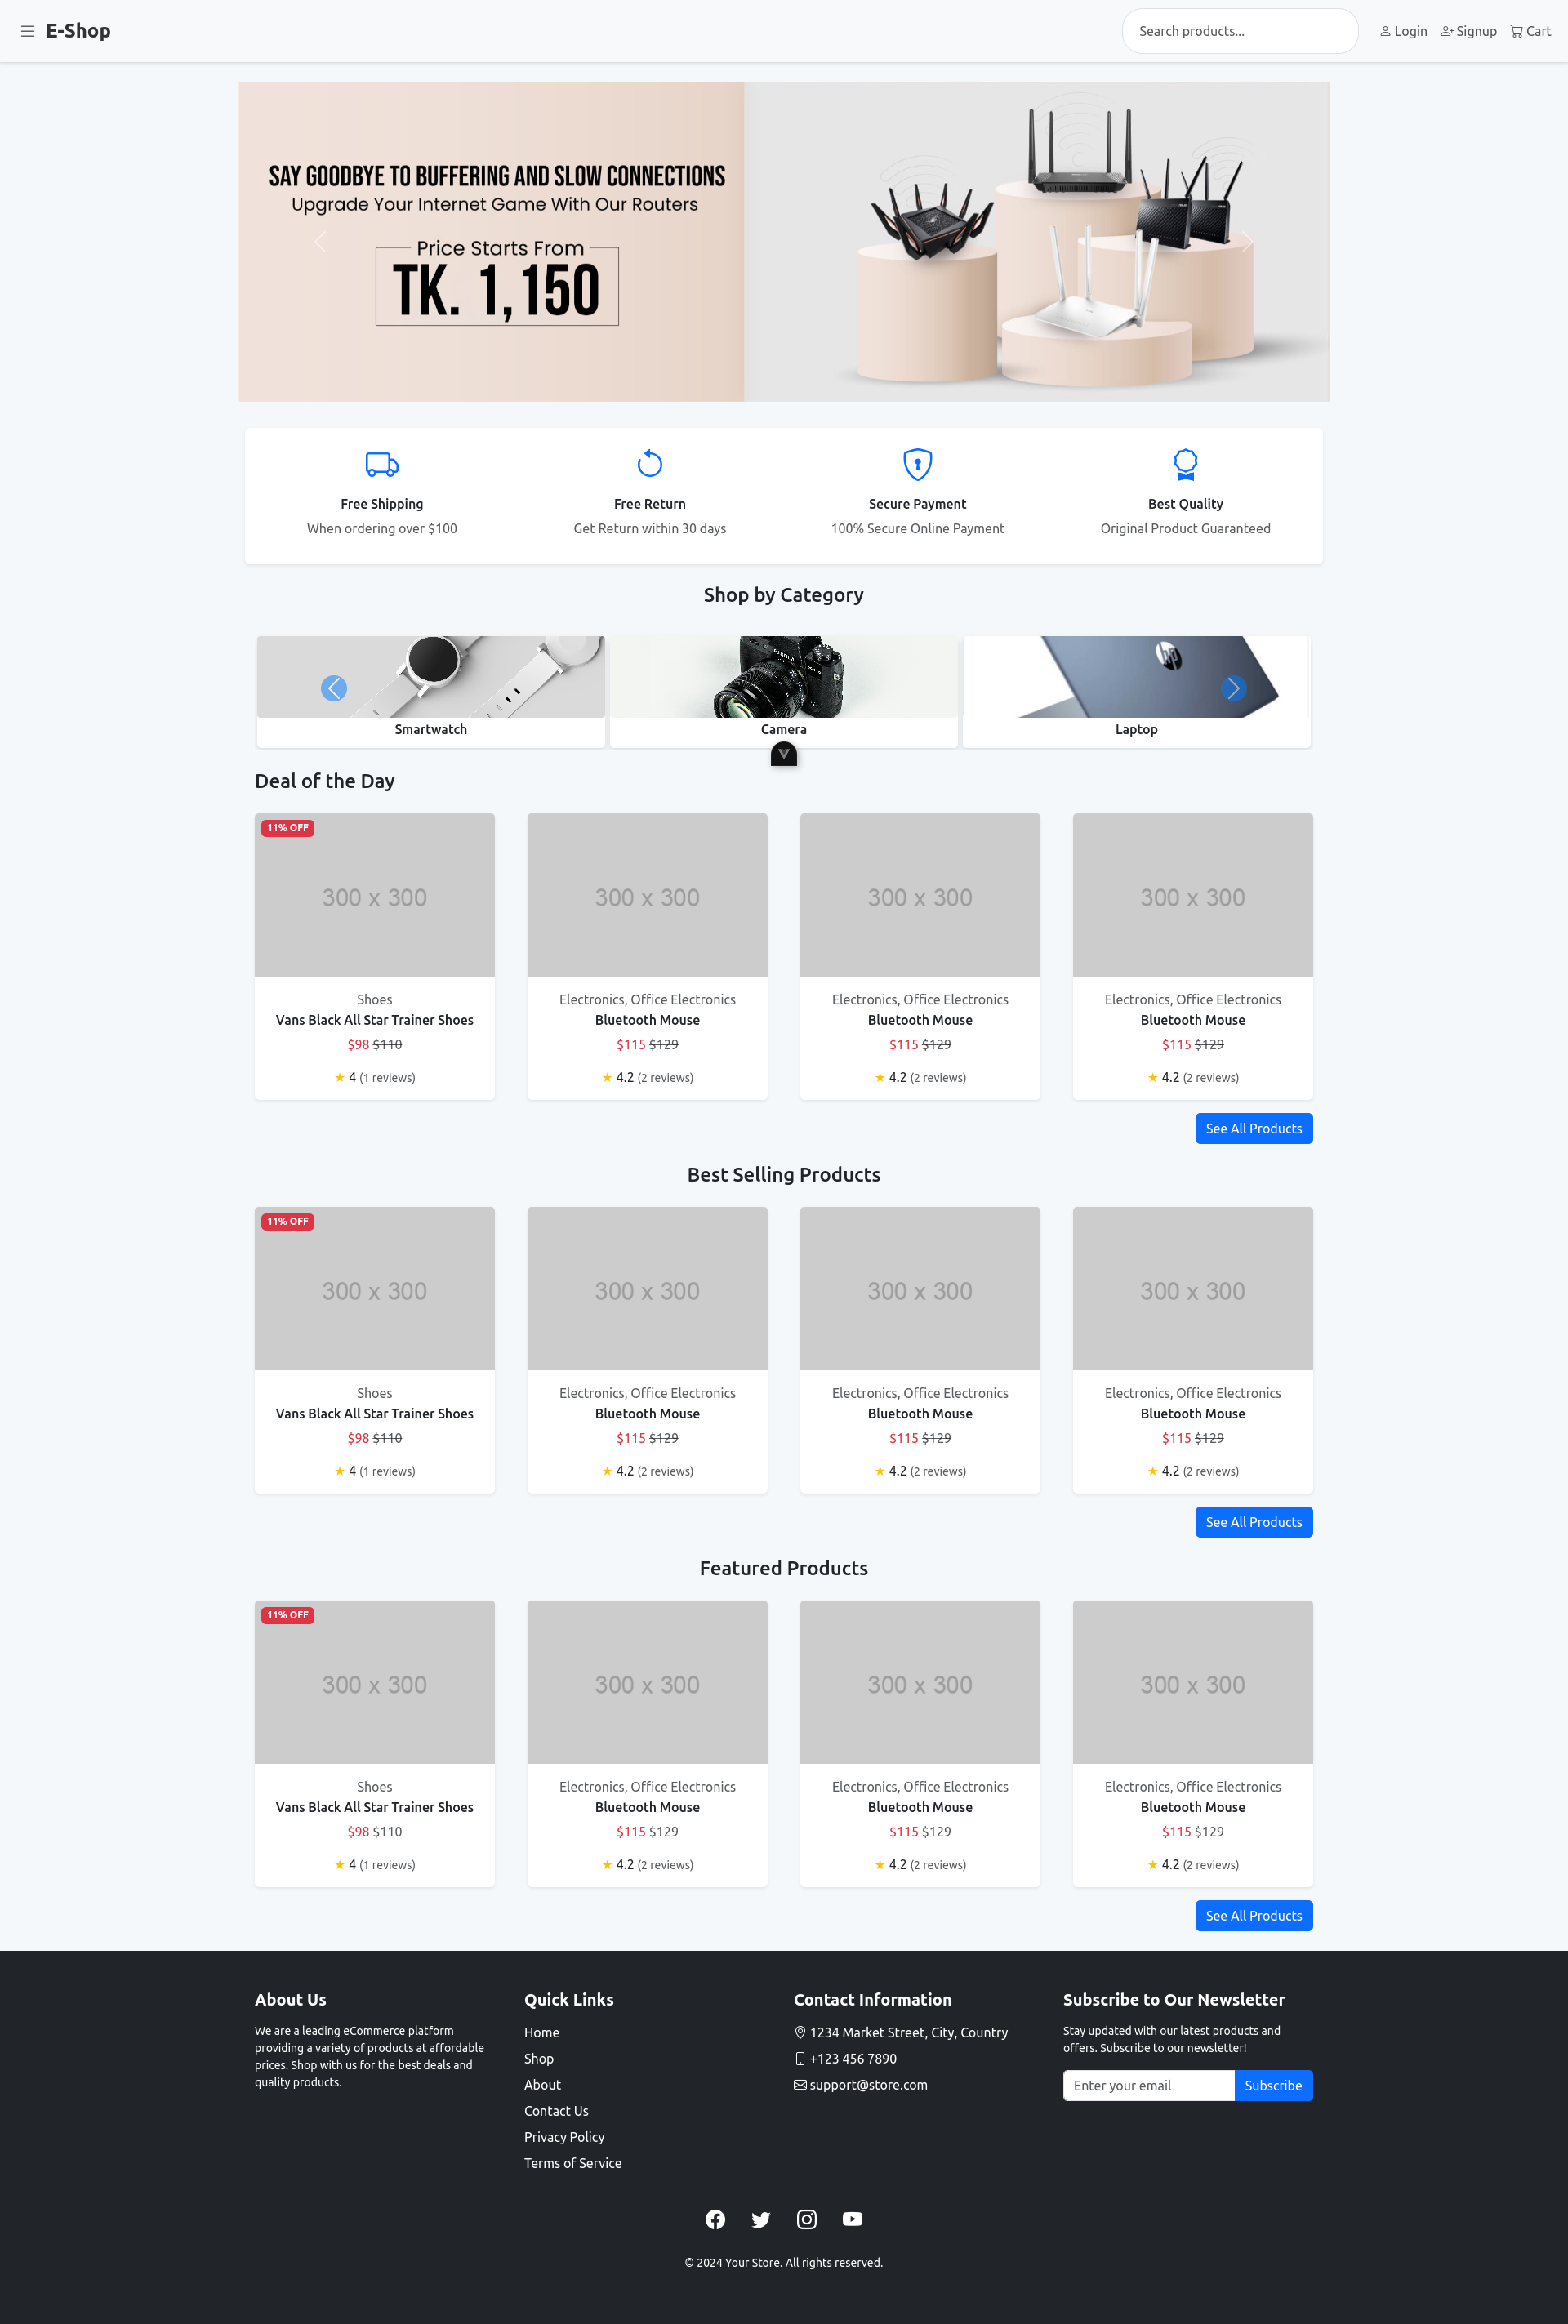 E-Shop
Search products...
Login
Signup
Cart
SAY GOODBYE TO BUFFERING AND SLOW CONNECTIONS
Upgrade Your Internet Game With Our Routers
Price Starts From
TK. 1,150
Free Shipping
When ordering over $100
Free Return
Get Return within 30 days
Secure Payment
100% Secure Online Payment
Best Quality
Original Product Guaranteed
Shop by Category
hp
Smartwatch
Camera
Laptop
Deal of the Day
11% OFF
300 x 300
Shoes
Vans Black All Star Trainer Shoes
$98 $110
★ 4 (1 reviews)
300 x 300
Electronics, Office Electronics
Bluetooth Mouse
$115 $129
★ 4.2 (2 reviews)
300 x 300
Electronics, Office Electronics
Bluetooth Mouse
$115 $129
★ 4.2 (2 reviews)
300 x 300
Electronics, Office Electronics
Bluetooth Mouse
$115 $129
★ 4.2 (2 reviews)
See All Products
Best Selling Products
11% OFF
300 x 300
Shoes
Vans Black All Star Trainer Shoes
$98 $110
★ 4 (1 reviews)
300 x 300
Electronics, Office Electronics
Bluetooth Mouse
$115 $129
★ 4.2 (2 reviews)
300 x 300
Electronics, Office Electronics
Bluetooth Mouse
$115 $129
★ 4.2 (2 reviews)
300 x 300
Electronics, Office Electronics
Bluetooth Mouse
$115 $129
★ 4.2 (2 reviews)
See All Products
Featured Products
11% OFF
300 x 300
Shoes
Vans Black All Star Trainer Shoes
$98 $110
★ 4 (1 reviews)
300 x 300
Electronics, Office Electronics
Bluetooth Mouse
$115 $129
★ 4.2 (2 reviews)
300 x 300
Electronics, Office Electronics
Bluetooth Mouse
$115 $129
★ 4.2 (2 reviews)
300 x 300
Electronics, Office Electronics
Bluetooth Mouse
$115 $129
★ 4.2 (2 reviews)
See All Products
About Us
We are a leading eCommerce platform
providing a variety of products at affordable
prices. Shop with us for the best deals and
quality products.
Quick Links
Home
Shop
About
Contact Us
Privacy Policy
Terms of Service
Contact Information
1234 Market Street, City, Country
+123 456 7890
support@store.com
Subscribe to Our Newsletter
Stay updated with our latest products and
offers. Subscribe to our newsletter!
Enter your email
Subscribe
© 2024 Your Store. All rights reserved.